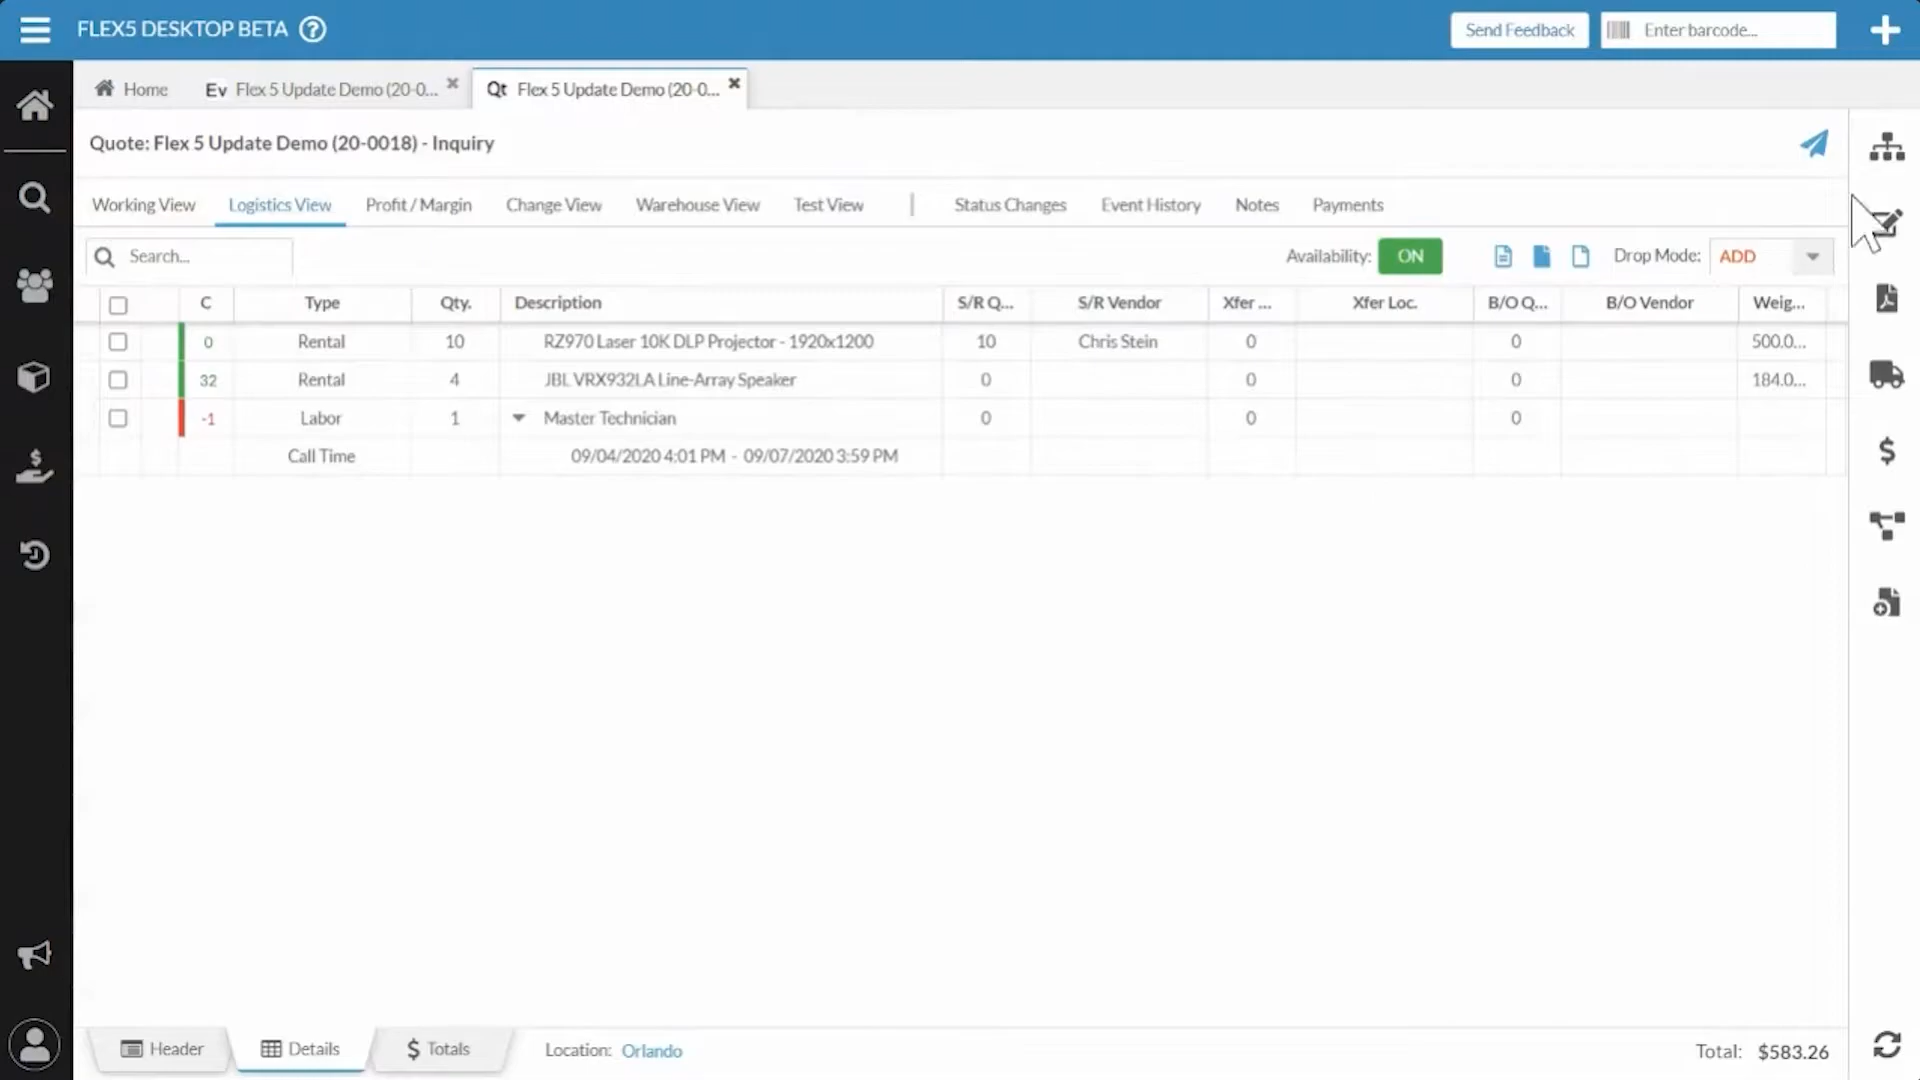 FLEX5 DESKTOP BETA ?
Send Feedback
Enter barcode...
Home
Ev Flex 5 Update Demo (20-0...
Qt Flex 5 Update Demo (20-0...
Quote: Flex 5 Update Demo (20-0018) - Inquiry
Working View Logistics View Profit / Margin Change View Warehouse View Test View | Status Changes Event History Notes Payments
Search... Availability: ON Drop Mode: ADD
C Type Qty. Description S/R Q... S/R Vendor Xfer ... Xfer Loc. B/O Q... B/O Vendor Weig...
0 Rental 10 RZ970 Laser 10K DLP Projector - 1920x1200 10 Chris Stein 0 0 500.0...
32 Rental 4 JBL VRX932LA Line-Array Speaker 0 0 0 184.0...
-1 Labor 1 Master Technician 0 0 0
Call Time 09/04/2020 4:01 PM - 09/07/2020 3:59 PM
Header Details $ Totals Location: Orlando Total: $583.26